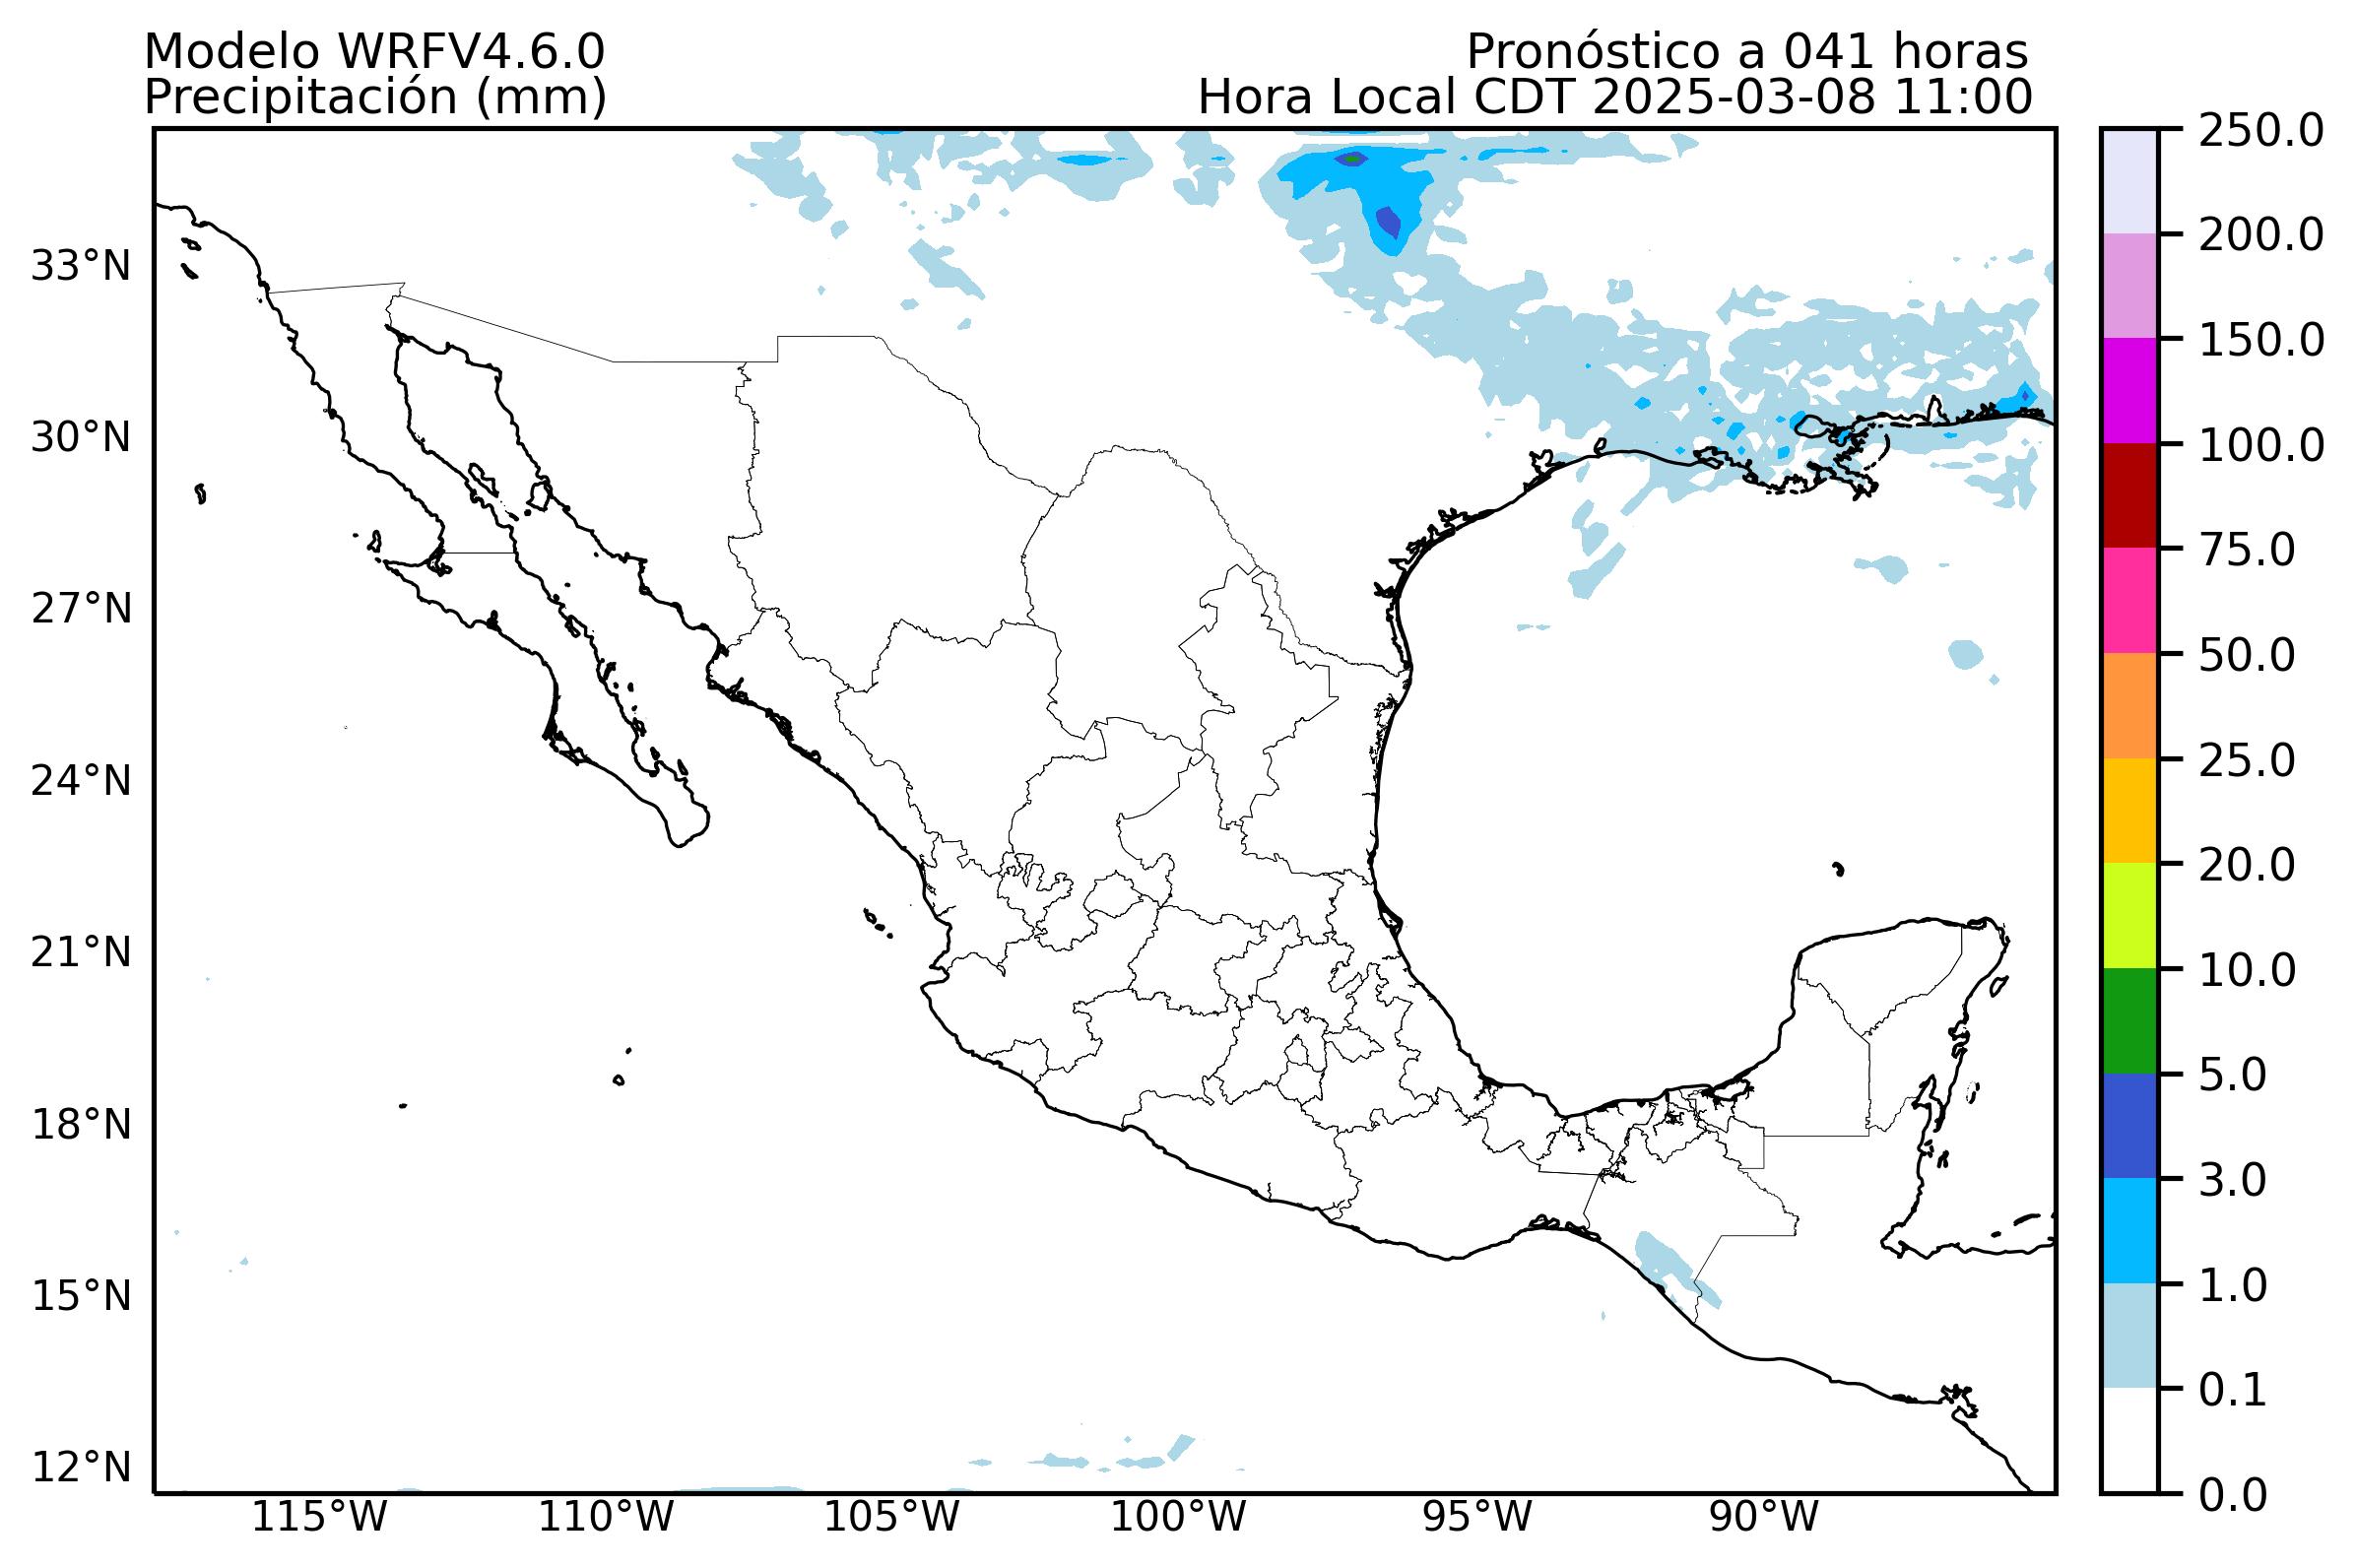 Modelo WRFV4.6.0
Precipitación (mm)
Pronóstico a 041 horas
Hora Local CDT 2025-03-08 11:00
33°N
30°N
27°N
24°N
21°N
18°N
15°N
12°N
115°W
110°W
105°W
100°W
95°W
90°W
250.0
200.0
150.0
100.0
75.0
50.0
25.0
20.0
10.0
5.0
3.0
1.0
0.1
0.0